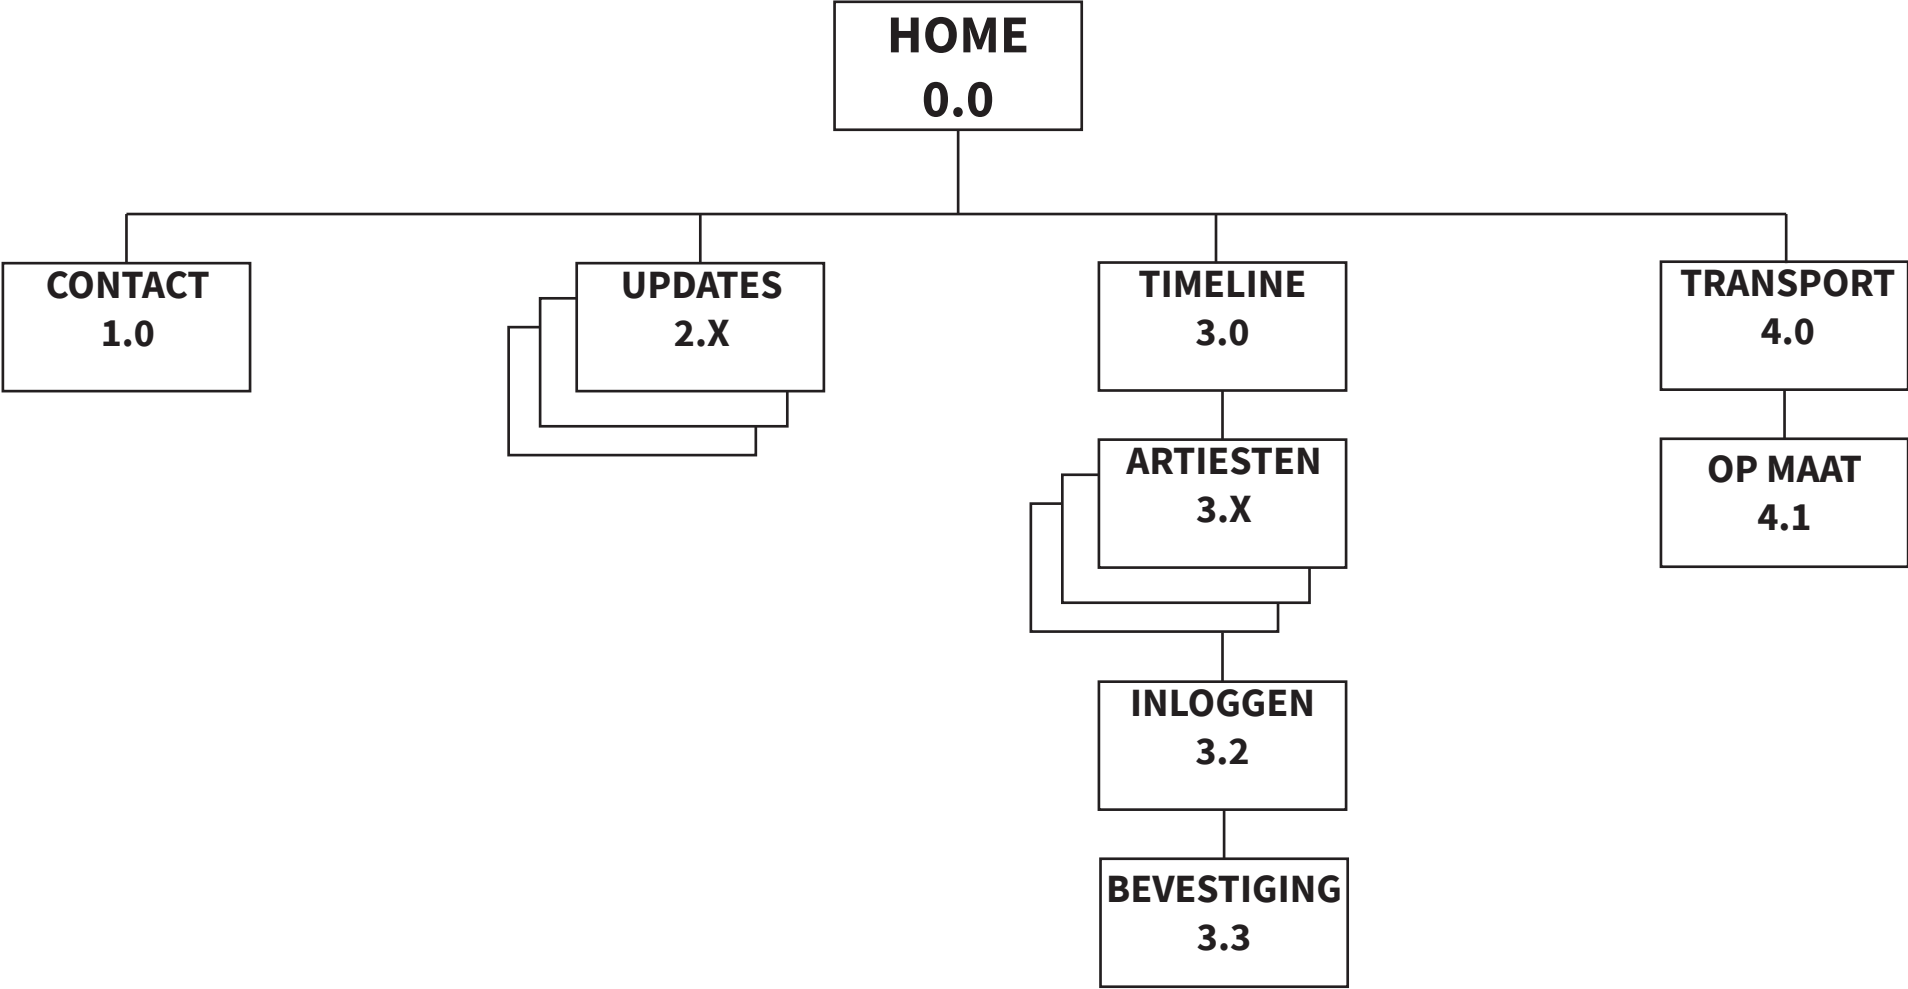 HOME
0.0
CONTACT
1.0
UPDATES
2.X
TIMELINE
3.0
TRANSPORT
4.0
ARTIESTEN
3.X
OP MAAT
4.1
INLOGGEN
3.2
BEVESTIGING
3.3